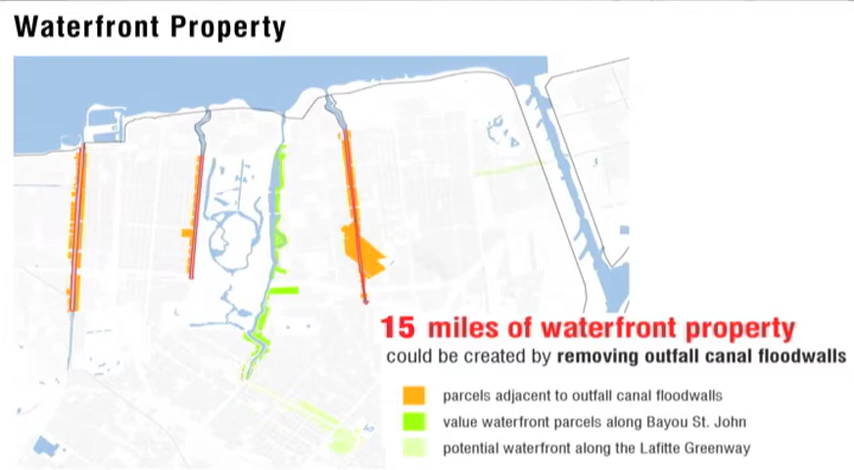 Waterfront Property
15 miles of waterfront property
could be created by removing outfall canal floodwalls
parcels adjacent to outfall canal floodwalls
value waterfront parcels along Bayou St. John
potential waterfront along the Lafitte Greenway